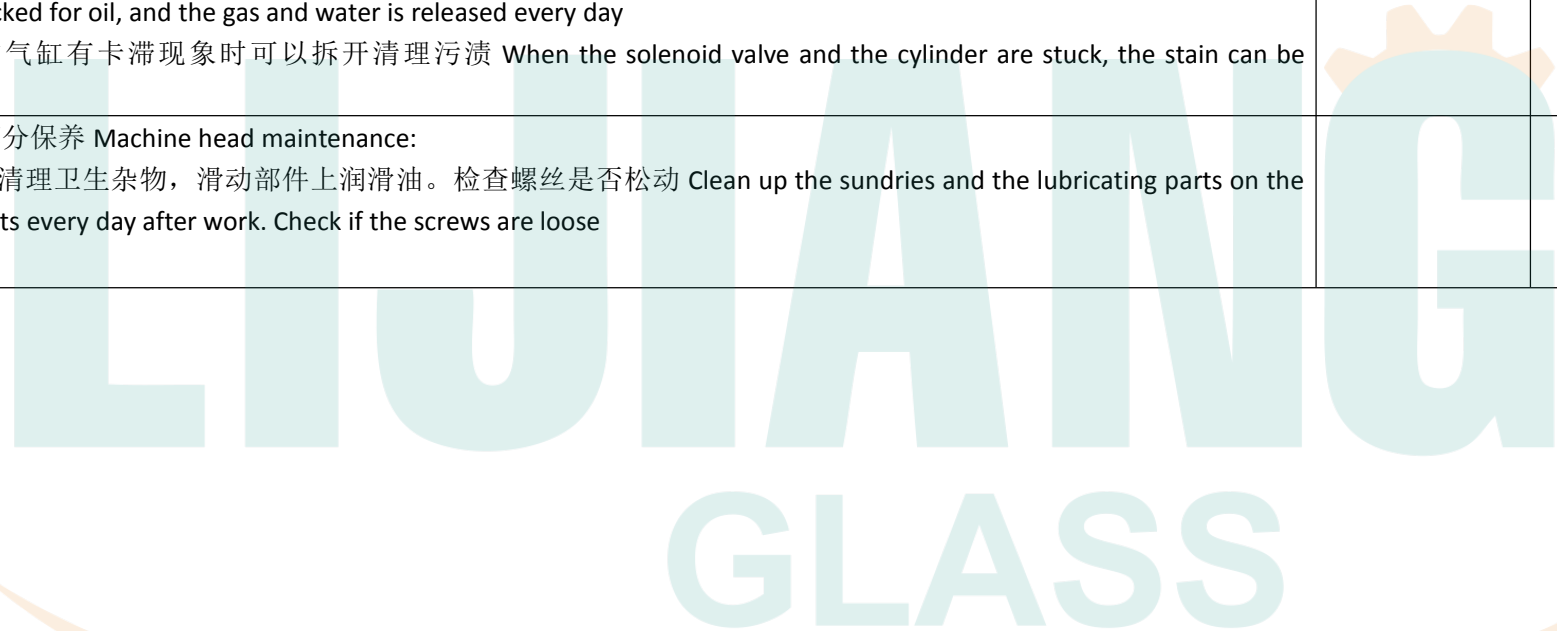 cked for oil, and the gas and water is released every day
气缸有卡滞现象时可以拆开清理污渍 When the solenoid valve and the cylinder are stuck, the stain can be
分保养 Machine head maintenance:
清理卫生杂物，滑动部件上润滑油。检查螺丝是否松动 Clean up the sundries and the lubricating parts on the
ts every day after work. Check if the screws are loose
LIJIANG
GLASS